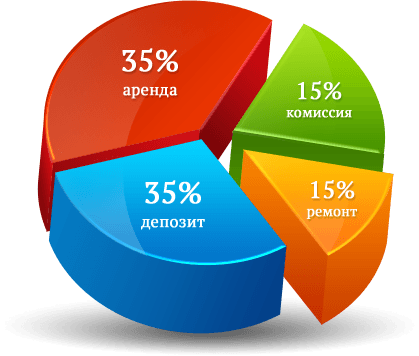 35%
аренда
15%
комиссия
35%
депозит
15%
ремонт